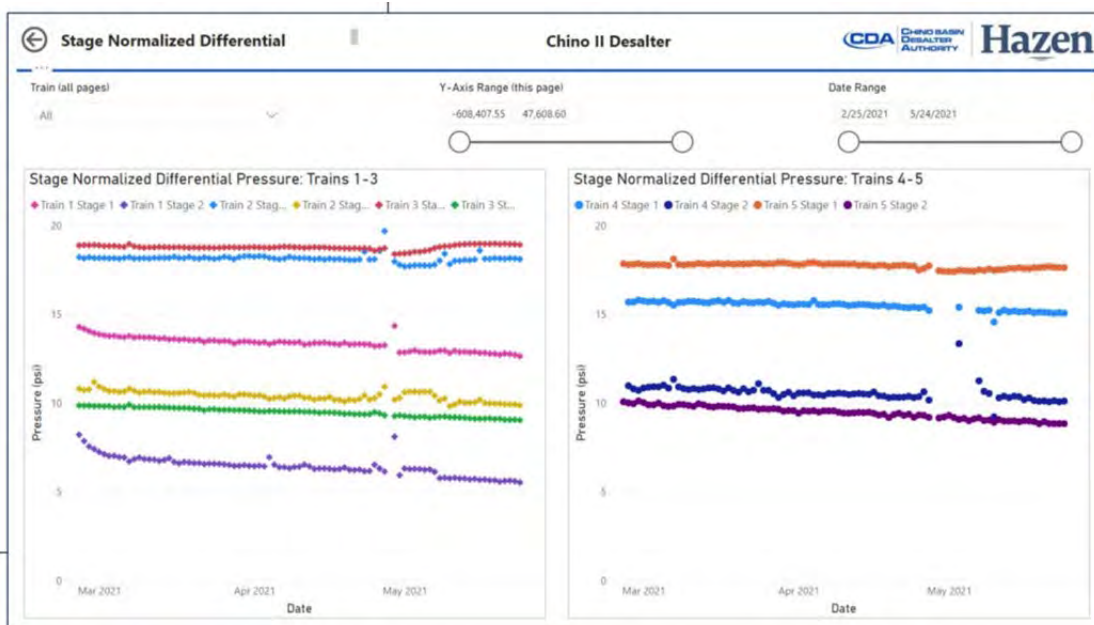 Stage Normalized Differential
Chino II Desalter
CDA CHINO BASIN DESALTER AUTHORITY
Hazen
Train (all pages)
All
Y-Axis Range (this page)
-608,407.55 47,608.60
Date Range
2/25/2021 5/24/2021
Stage Normalized Differential Pressure: Trains 1-3
Train 1 Stage 1 Train 1 Stage 2 Train 2 Stag... Train 2 Stag... Train 3 Sta... Train 3 St...
20
15
10
5
0
Pressure (psi)
Mar 2021 Apr 2021 May 2021
Date
Stage Normalized Differential Pressure: Trains 4-5
Train 4 Stage 1 Train 4 Stage 2 Train 5 Stage 1 Train 5 Stage 2
20
15
10
5
0
Pressure (psi)
Mar 2021 Apr 2021 May 2021
Date